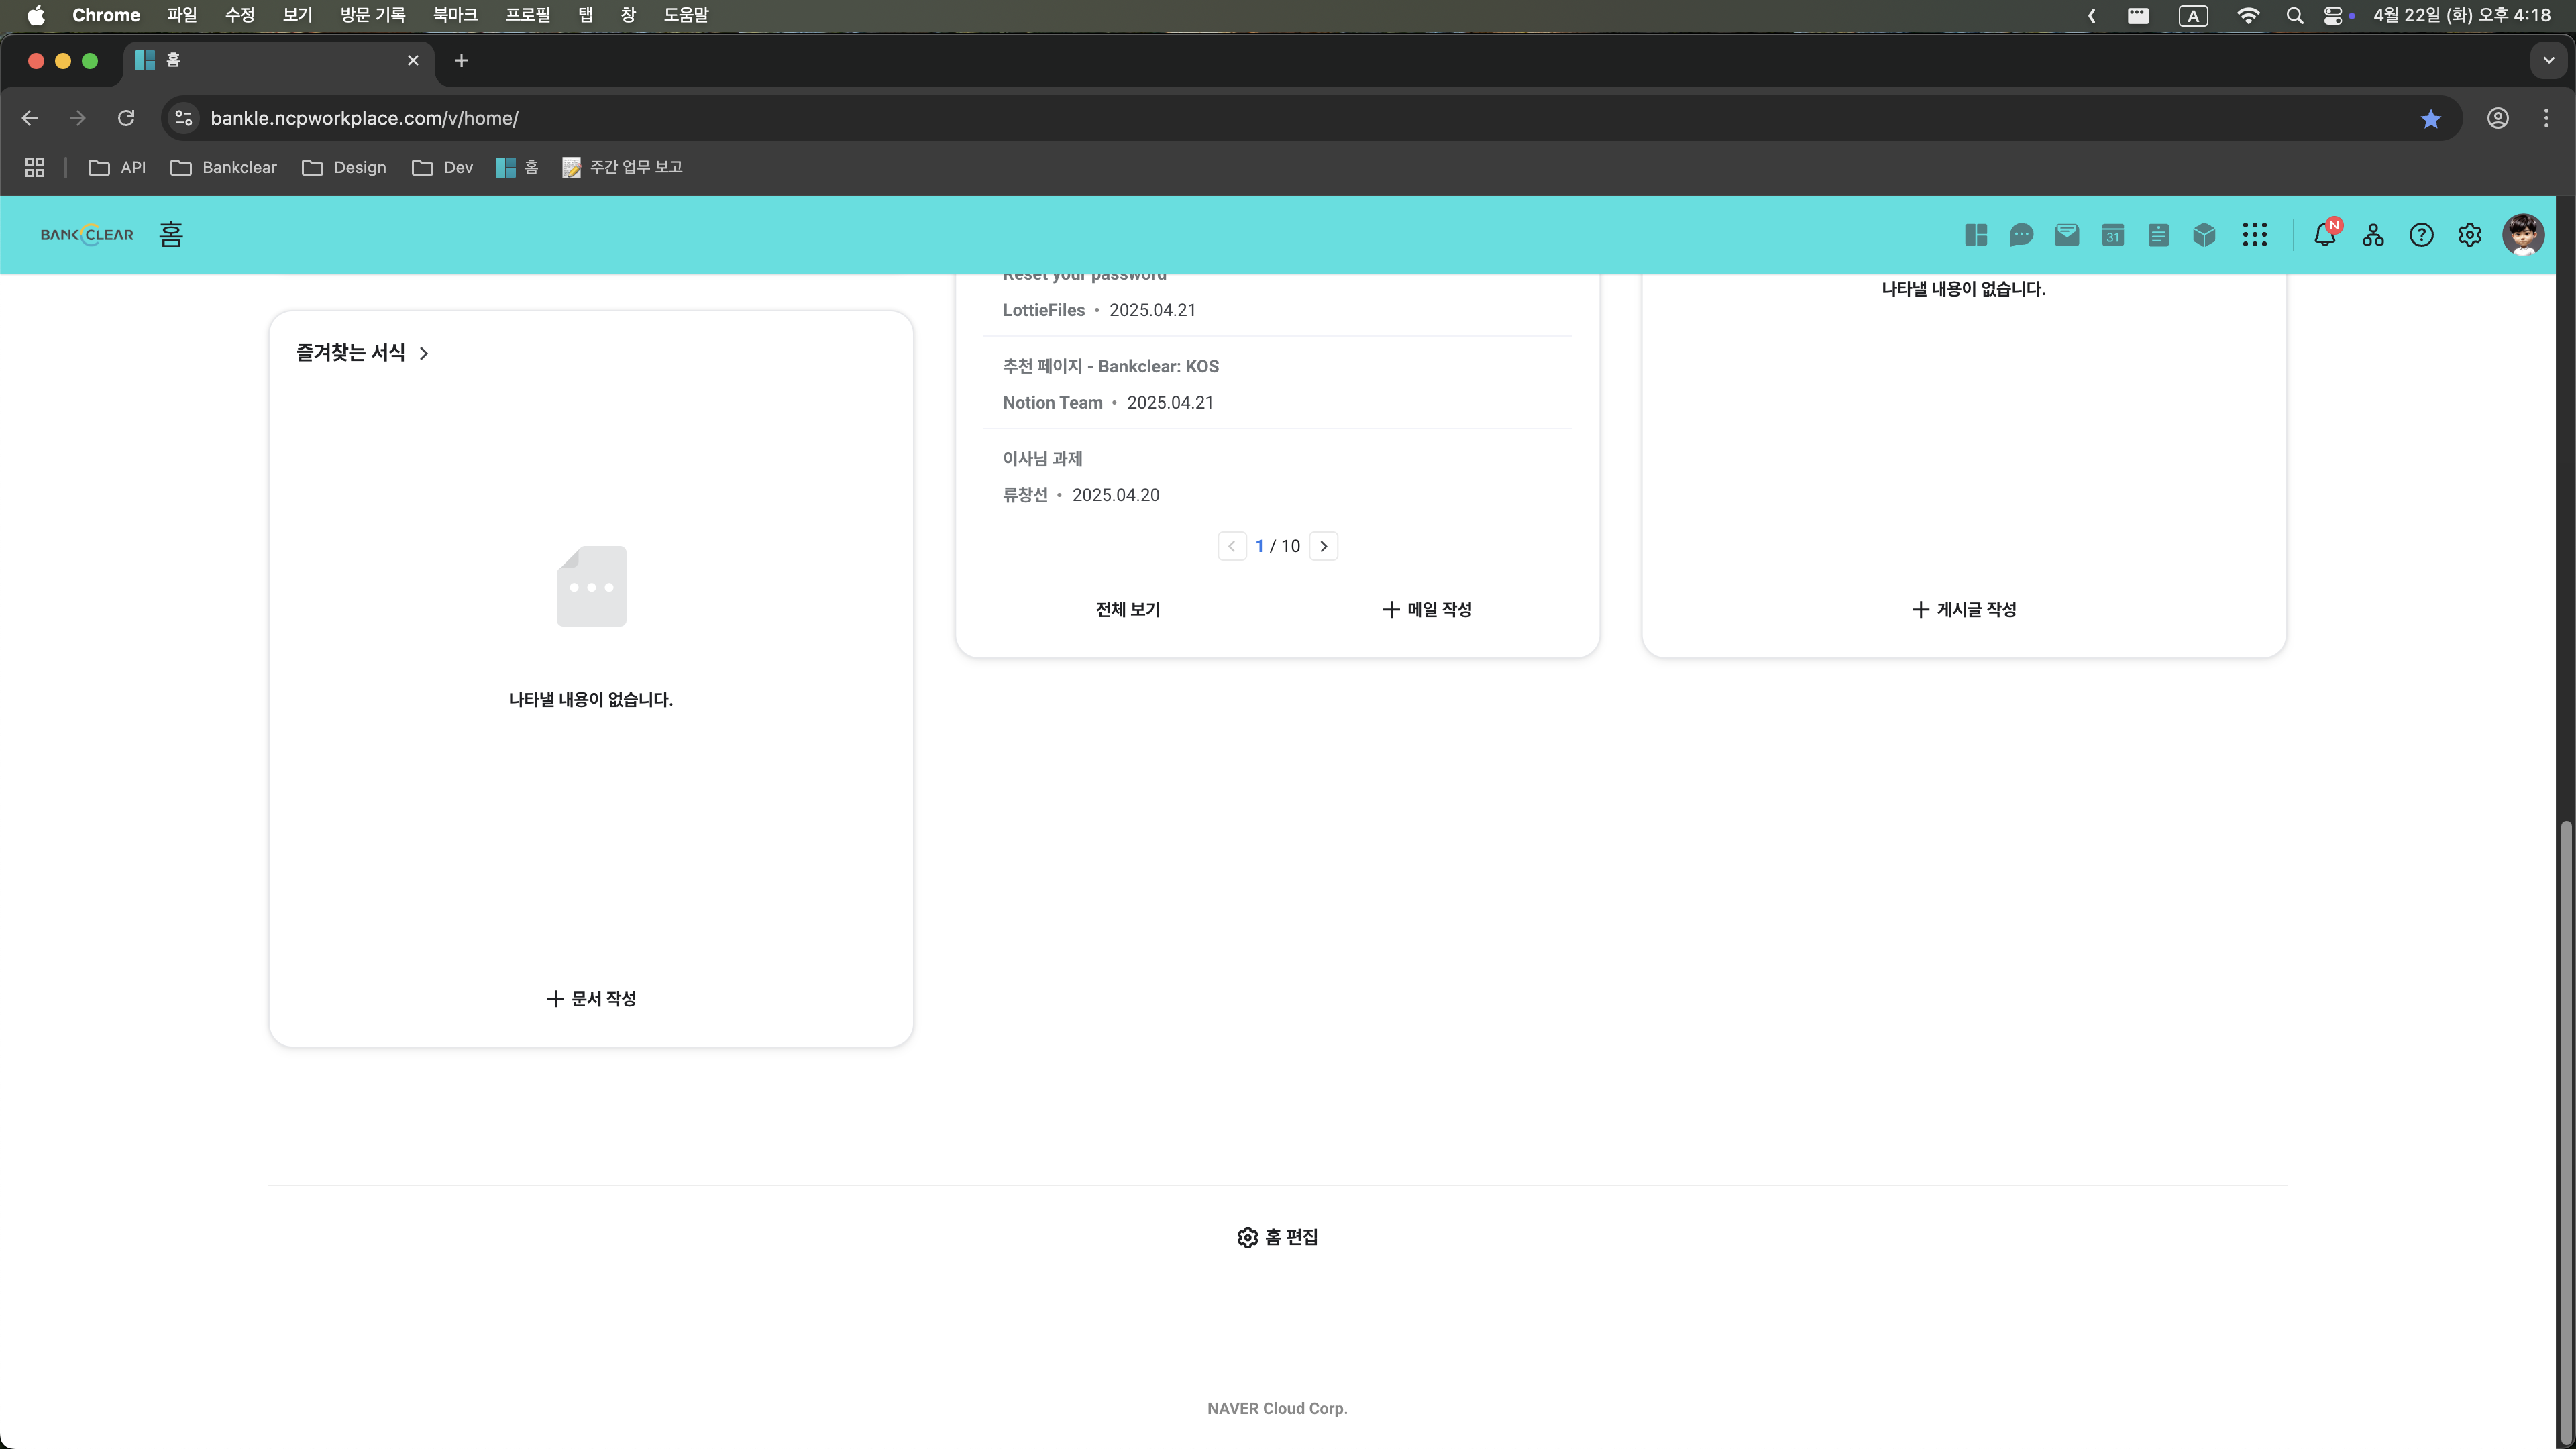 Chrome 파일 수정 보기 방문 기록 북마크 프로필 탭 창 도움말 A 4월 22일 (화) 오후 4:18
홈
bankle.ncpworkplace.com/v/home/
API Bankclear Design Dev 홈 주간 업무 보고
BANKCLEAR 홈 31 N
Reset your password
LottieFiles • 2025.04.21
추천 페이지 - Bankclear: KOS
Notion Team • 2025.04.21
이사님 과제
류창선 • 2025.04.20
1 / 10
전체 보기 + 메일 작성
나타낼 내용이 없습니다.
+ 게시글 작성
즐겨찾는 서식 >
나타낼 내용이 없습니다.
+ 문서 작성
홈 편집
NAVER Cloud Corp.